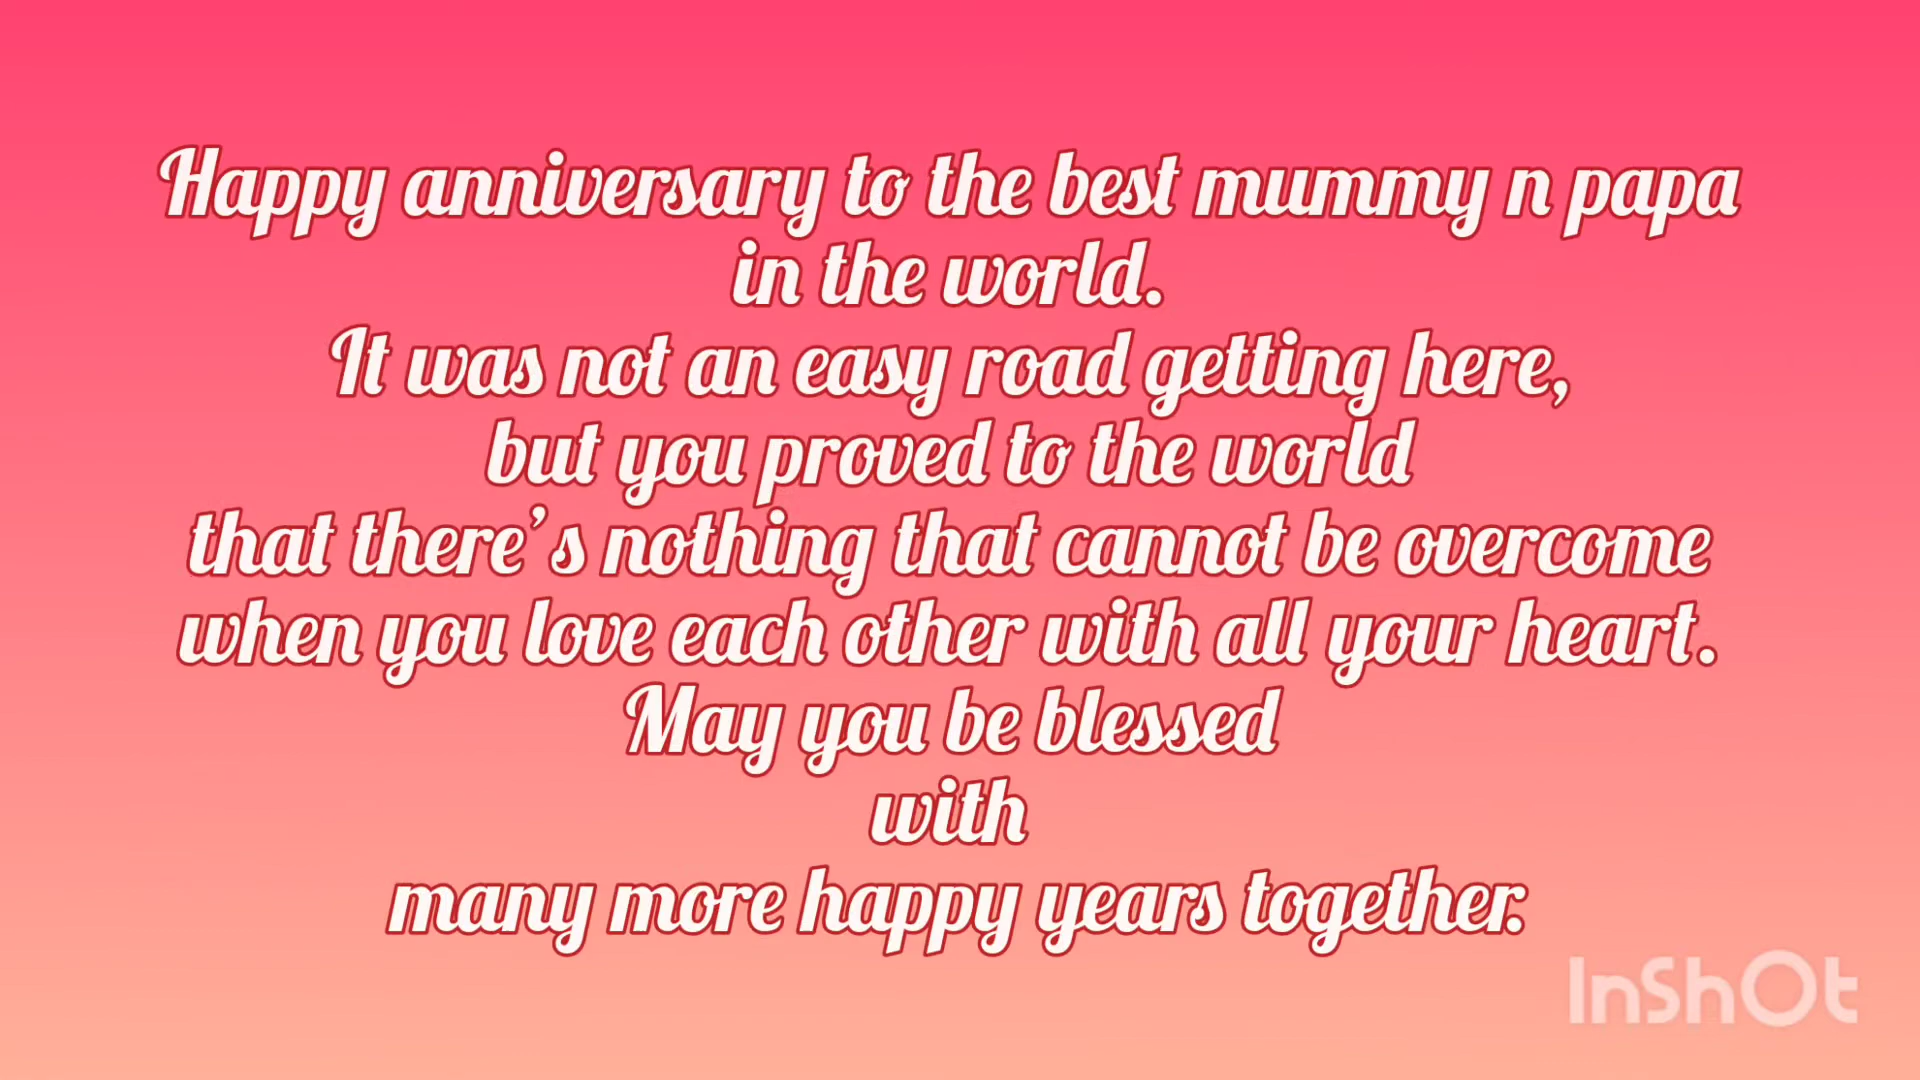 Happy anniversary to the best mummy n papa
in the world.
It was not an easy road getting here,
but you proved to the world
that there's nothing that cannot be overcome
when you love each other with all your heart.
May you be blessed
with
many more happy years together.
InShOt